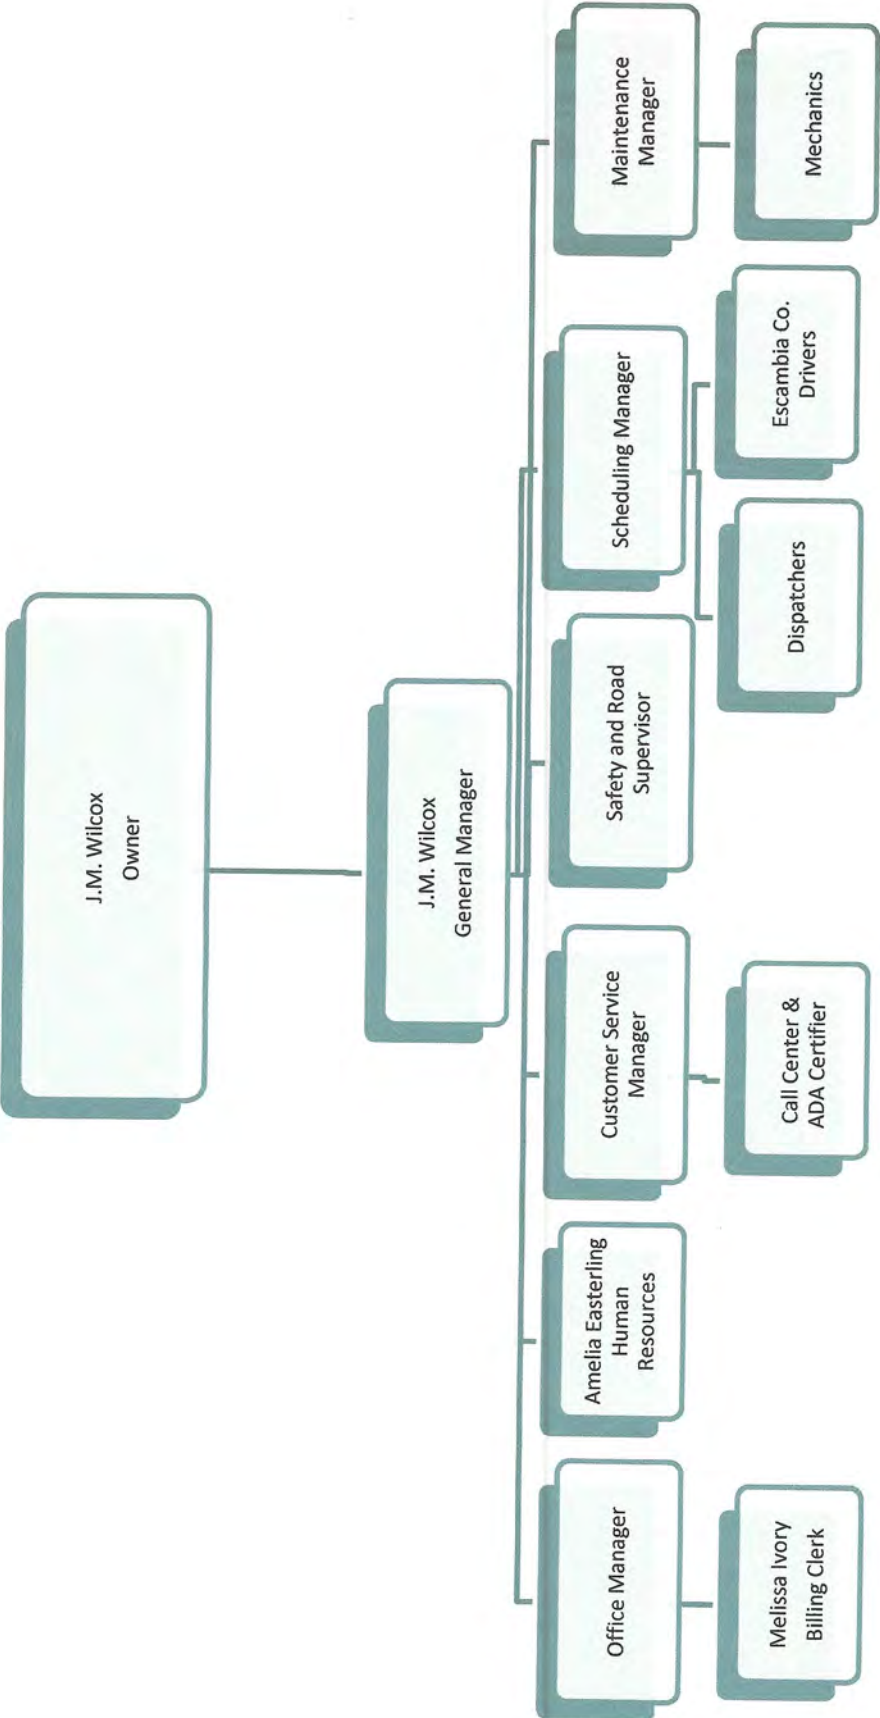 J.M. Wilcox
Owner
J.M. Wilcox
General Manager
Office Manager
Amelia Easterling
Human
Resources
Customer Service
Manager
Safety and Road
Supervisor
Scheduling Manager
Maintenance
Manager
Melissa Ivory
Billing Clerk
Call Center &
ADA Certifier
Dispatchers
Escambia Co.
Drivers
Mechanics